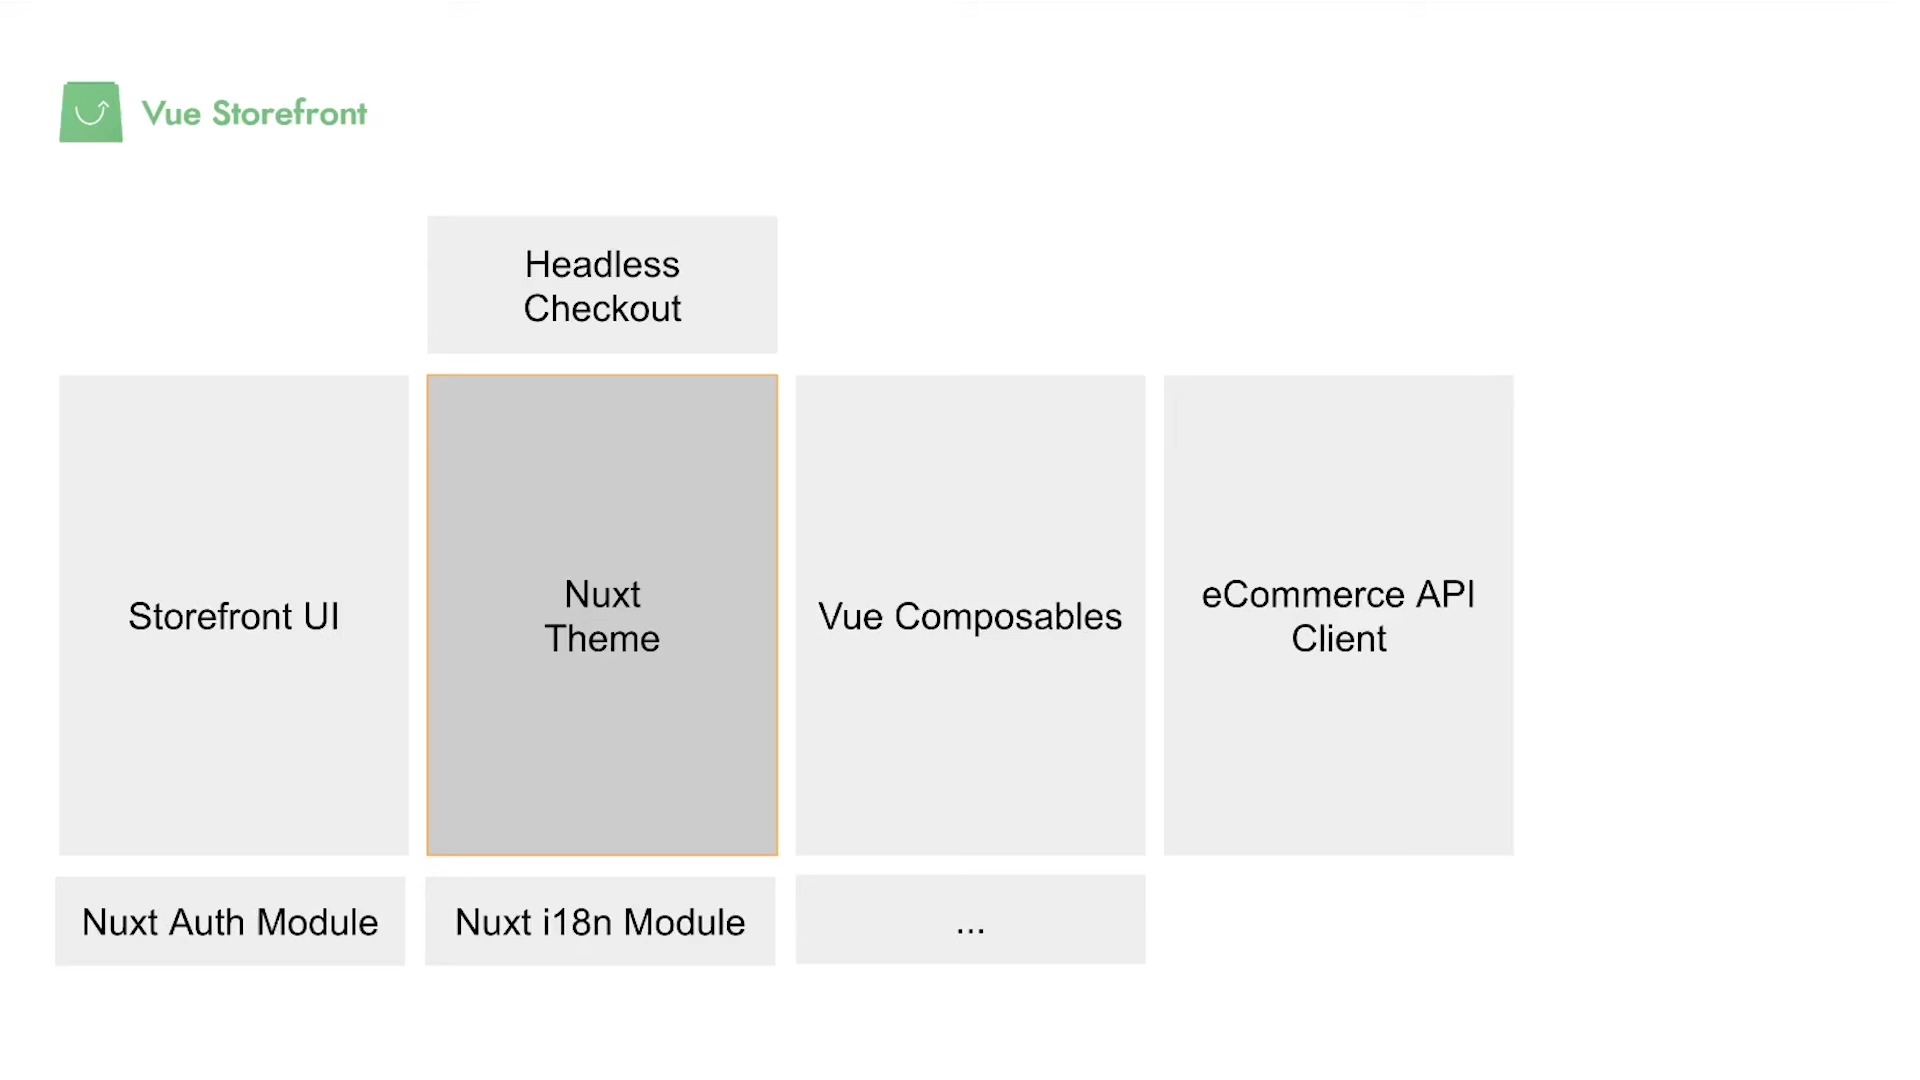 Vue Storefront
Headless
Checkout
Storefront UI
Nuxt
Theme
Vue Composables
eCommerce API
Client
Nuxt Auth Module
Nuxt i18n Module
...